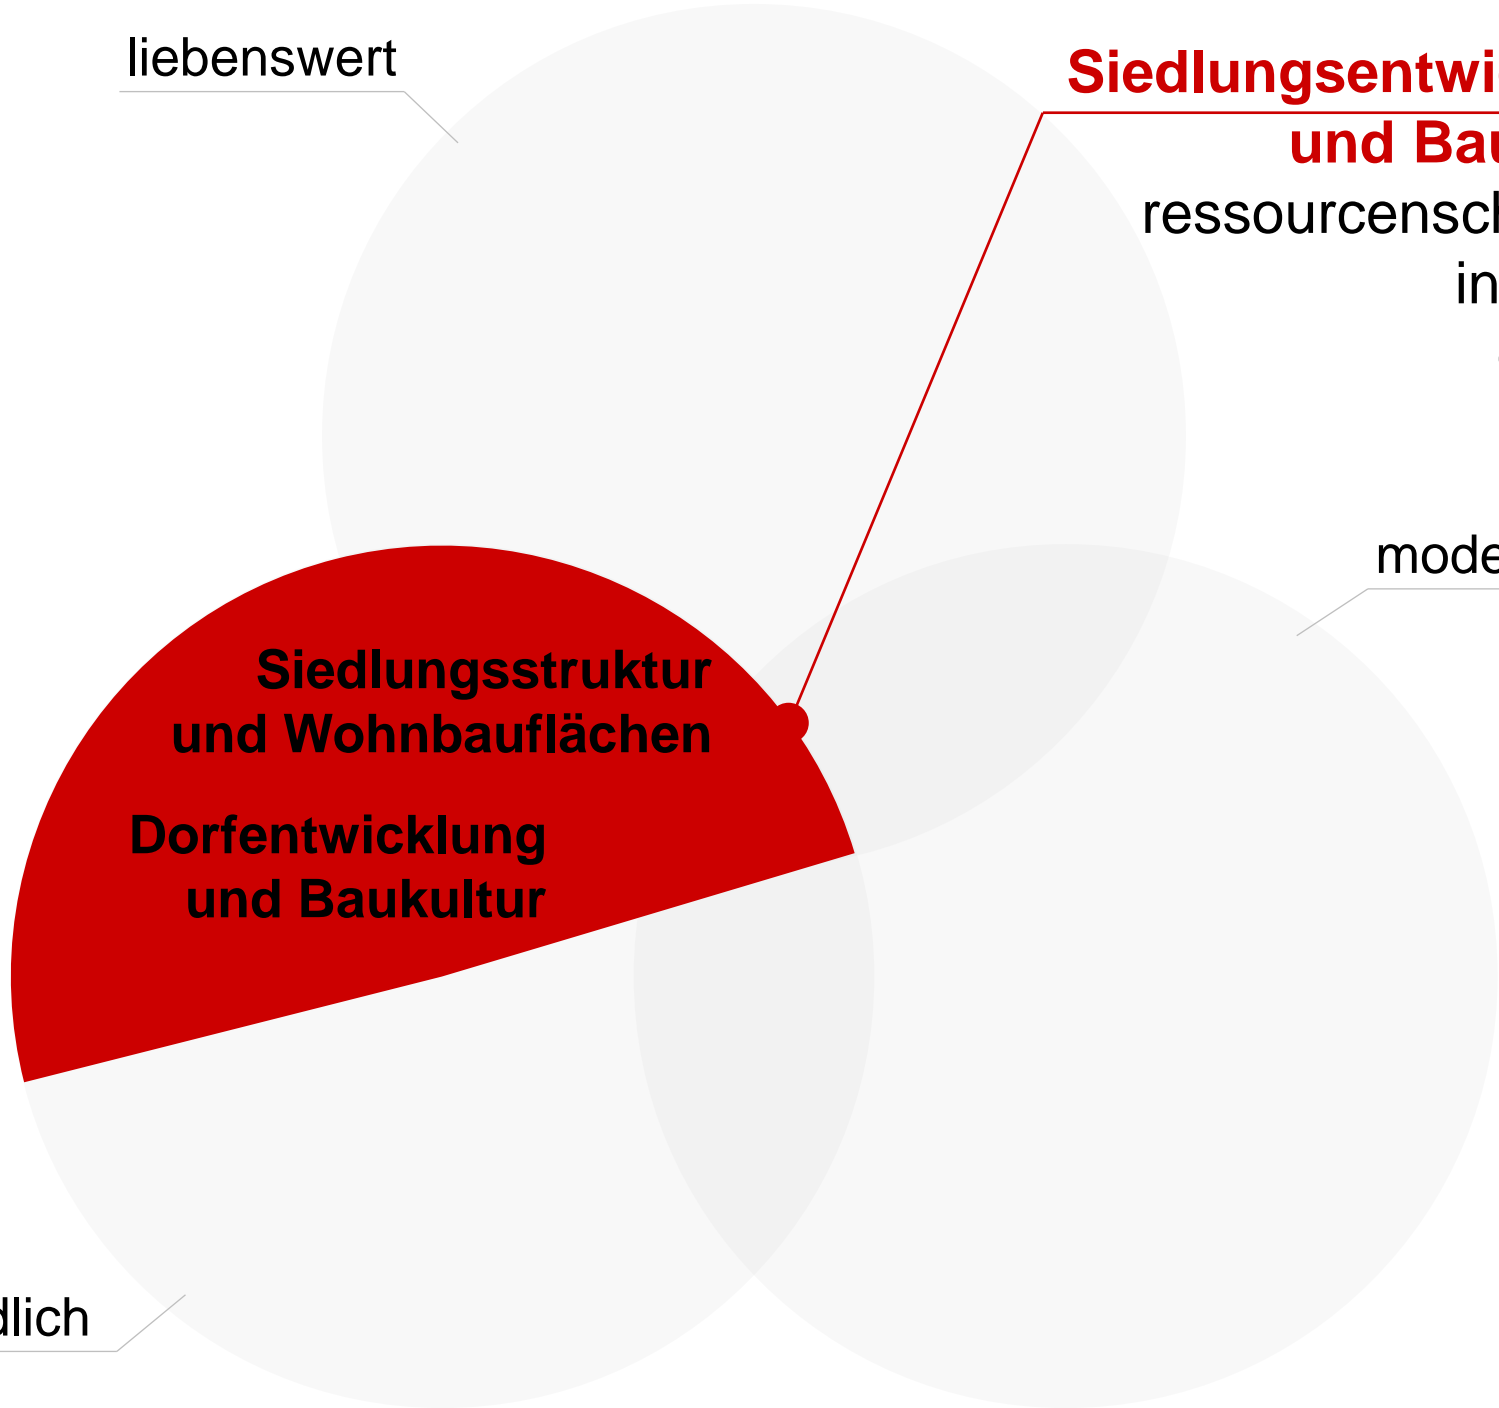 liebenswert
Siedlungsentwi
und Bau
ressourcensch
in
mode
Siedlungsstruktur
und Wohnbauflächen
Dorfentwicklung
und Baukultur
dlich